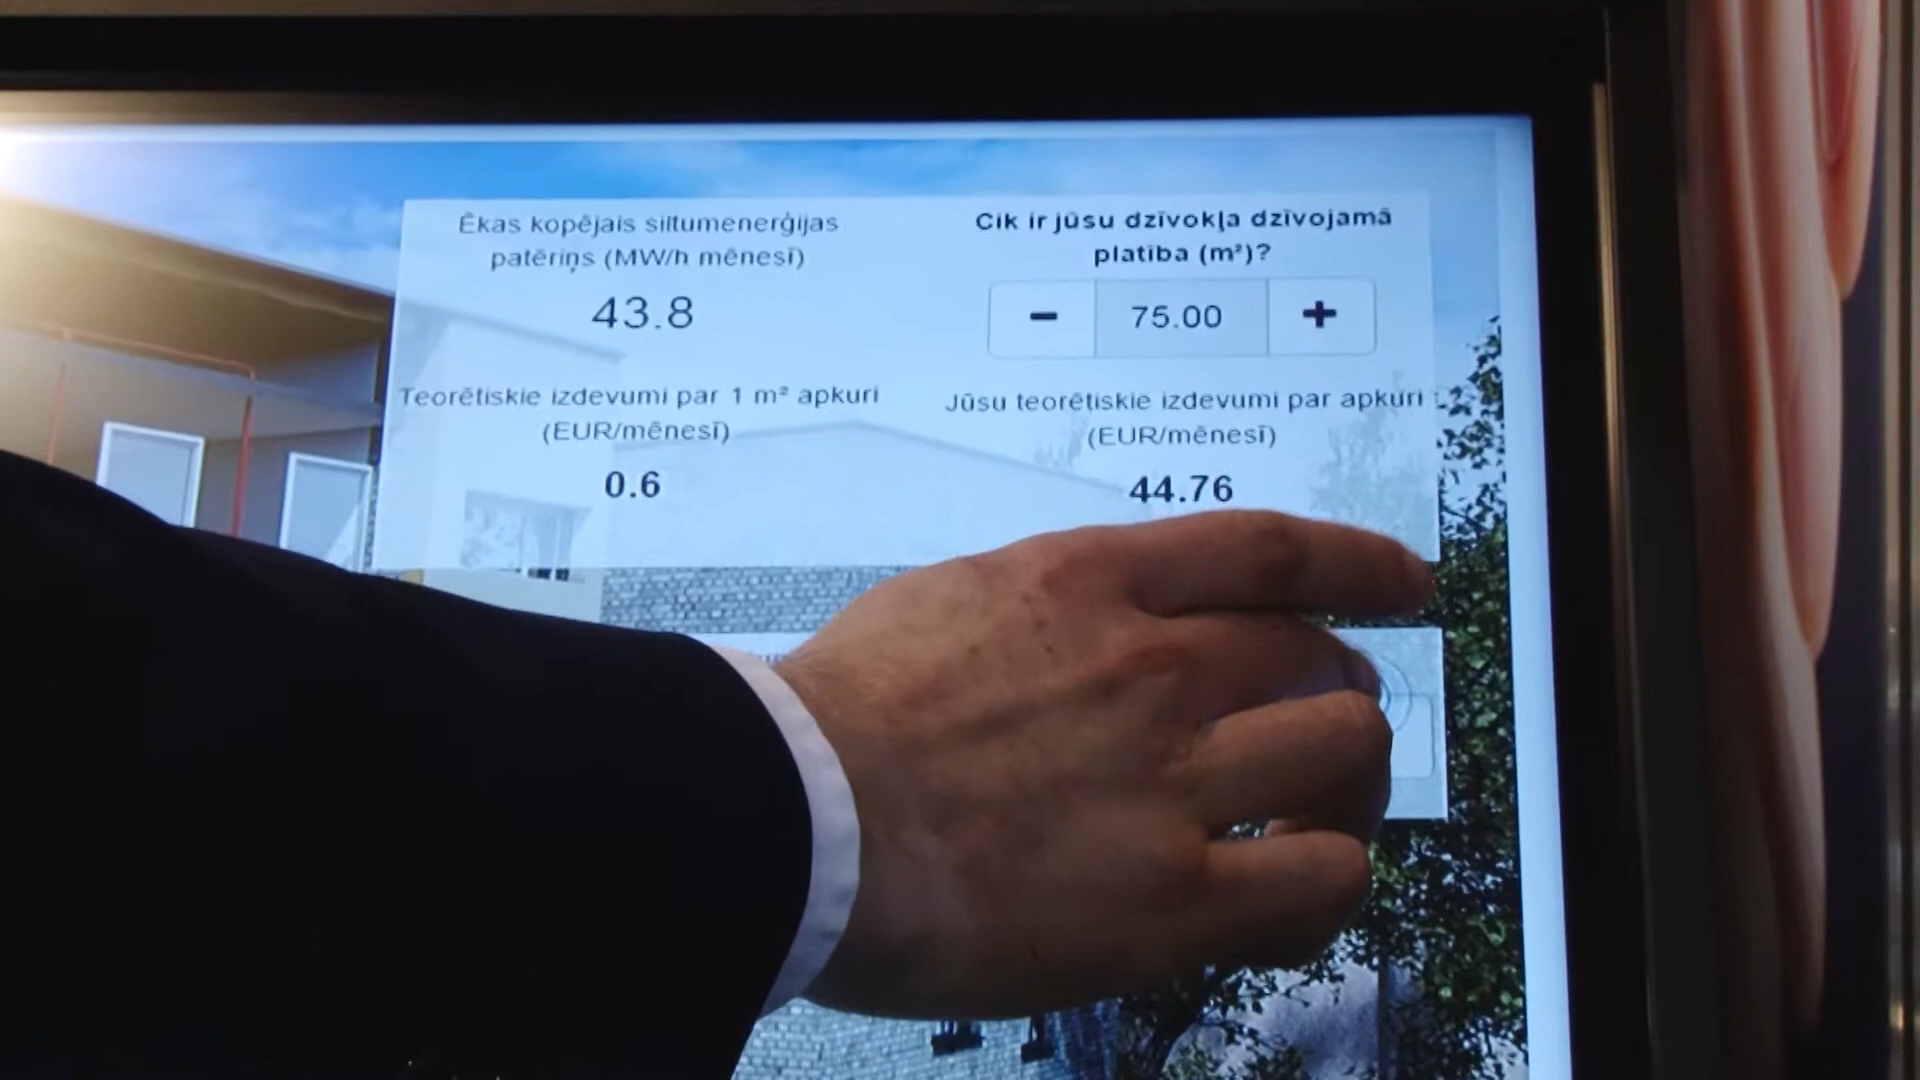 Ēkas kopējais siltumenerģijas
patēriņs (MW/h mēnesī)
43.8
Cik ir jūsu dzīvokļa dzīvojamā
platība (m²)?
− 75.00 +
Teorētiskie izdevumi par 1 m² apkuri
(EUR/mēnesī)
0.6
Jūsu teorētiskie izdevumi par apkuri
(EUR/mēnesī)
44.76